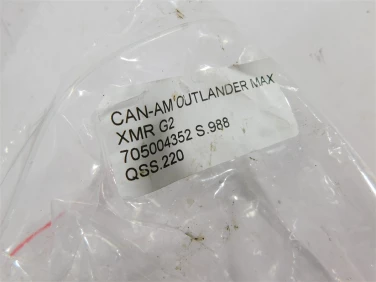 CAN-AM OUTLANDER MAX
XMR G2
705004352 S.988
QSS.220